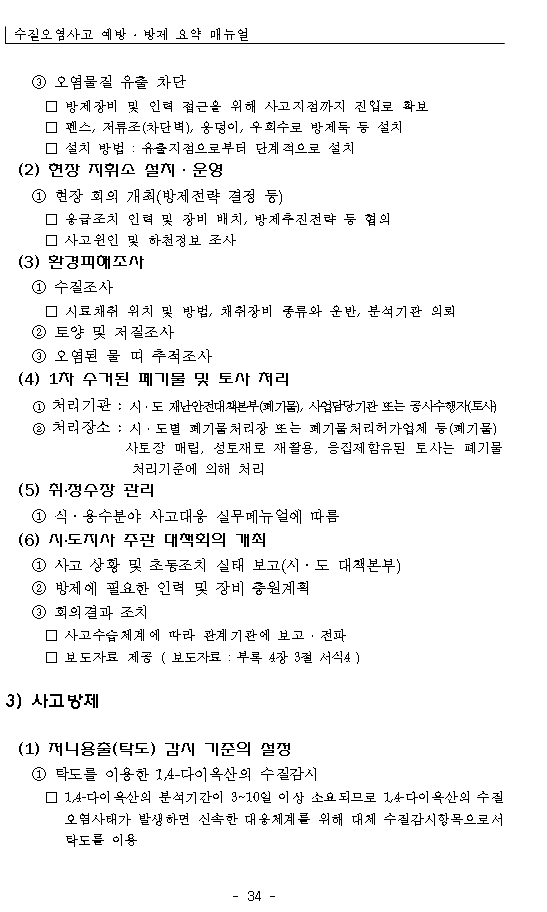 수질오염사고 예방·방제 요약 매뉴얼
③ 오염물질 유출 차단
□ 방제장비 및 인력 접근을 위해 사고지점까지 진입로 확보
□ 펜스, 저류조(차단벽), 웅덩이, 우회수로 방제둑 등 설치
□ 설치 방법 : 유출지점으로부터 단계적으로 설치
(2) 현장 지휘소 설치·운영
① 현장 회의 개최(방제전략 결정 등)
□ 응급조치 인력 및 장비 배치, 방제추진전략 등 협의
□ 사고원인 및 하천정보 조사
(3) 환경피해조사
① 수질조사
□ 시료채취 위치 및 방법, 채취장비 종류와 운반, 분석기관 의뢰
② 토양 및 저질조사
③ 오염된 물 띠 추적조사
(4) 1차 수거된 폐기물 및 토사 처리
① 처리기관 : 시·도 재난안전대책본부(폐기물), 사업담당기관 또는 공사수행자(토사)
② 처리장소 : 시·도별 폐기물처리장 또는 폐기물처리허가업체 등(폐기물)
사토장 매립, 성토재로 재활용, 응집제함유된 토사는 폐기물
처리기준에 의해 처리
(5) 취·정수장 관리
① 식·용수분야 사고대응 실무메뉴얼에 따름
(6) 시·도지사 주관 대책회의 개최
① 사고 상황 및 초동조치 실태 보고(시·도 대책본부)
② 방제에 필요한 인력 및 장비 충원계획
③ 회의결과 조치
□ 사고수습체계에 따라 관계기관에 보고·전파
□ 보도자료 제공 ( 보도자료 : 부록 4장 3절 서식4 )
3) 사고방제
(1) 저니용출(탁도) 감시 기준의 설정
① 탁도를 이용한 1,4-다이옥산의 수질감시
□ 1,4-다이옥산의 분석기간이 3~10일 이상 소요되므로 1,4-다이옥산의 수질
오염사태가 발생하면 신속한 대응체계를 위해 대체 수질감시항목으로서
탁도를 이용
- 34 -